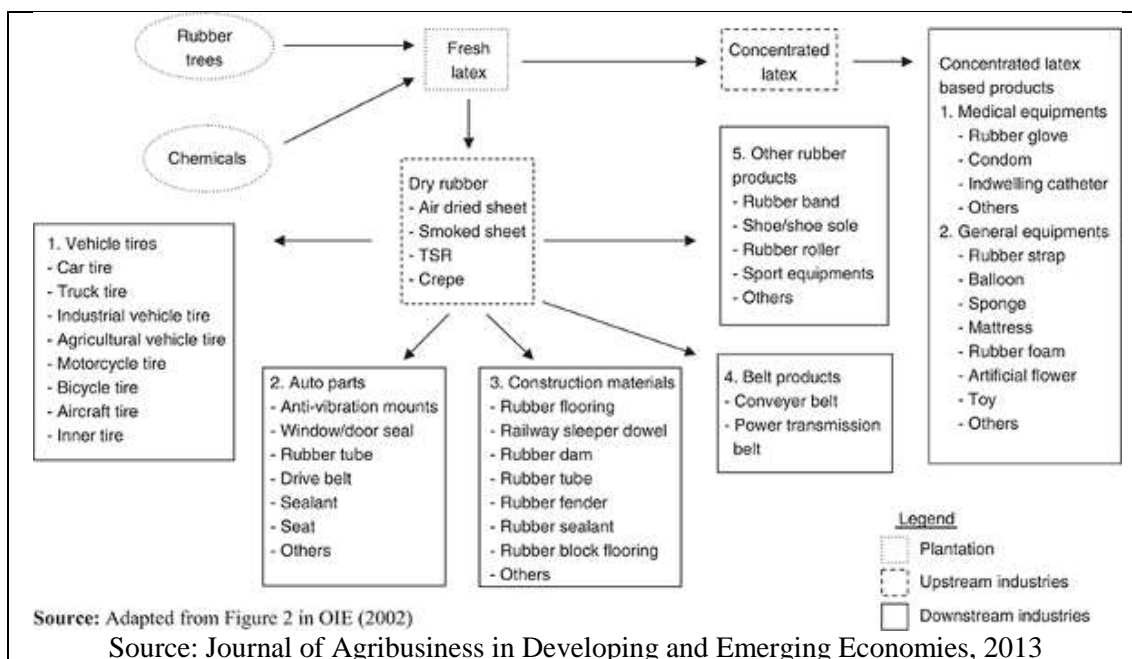 Rubber
trees
Fresh
latex
Concentrated
latex
Concentrated latex
based products
1. Medical equipments
- Rubber glove
- Condom
- Indwelling catheter
- Others
2. General equipments
- Rubber strap
- Balloon
- Sponge
- Mattress
- Rubber foam
- Artificial flower
- Toy
- Others
Chemicals
Dry rubber
- Air dried sheet
- Smoked sheet
- TSR
- Crepe
5. Other rubber
products
- Rubber band
- Shoe/shoe sole
- Rubber roller
- Sport equipments
- Others
1. Vehicle tires
- Car tire
- Truck tire
- Industrial vehicle tire
- Agricultural vehicle tire
- Motorcycle tire
- Bicycle tire
- Aircraft tire
- Inner tire
2. Auto parts
- Anti-vibration mounts
- Window/door seal
- Rubber tube
- Drive belt
- Sealant
- Seat
- Others
3. Construction materials
- Rubber flooring
- Railway sleeper dowel
- Rubber dam
- Rubber tube
- Rubber fender
- Rubber sealant
- Rubber block flooring
- Others
4. Belt products
- Conveyer belt
- Power transmission
belt
Legend
Plantation
Upstream industries
Downstream industries
Source: Adapted from Figure 2 in OIE (2002)
Source: Journal of Agribusiness in Developing and Emerging Economies, 2013